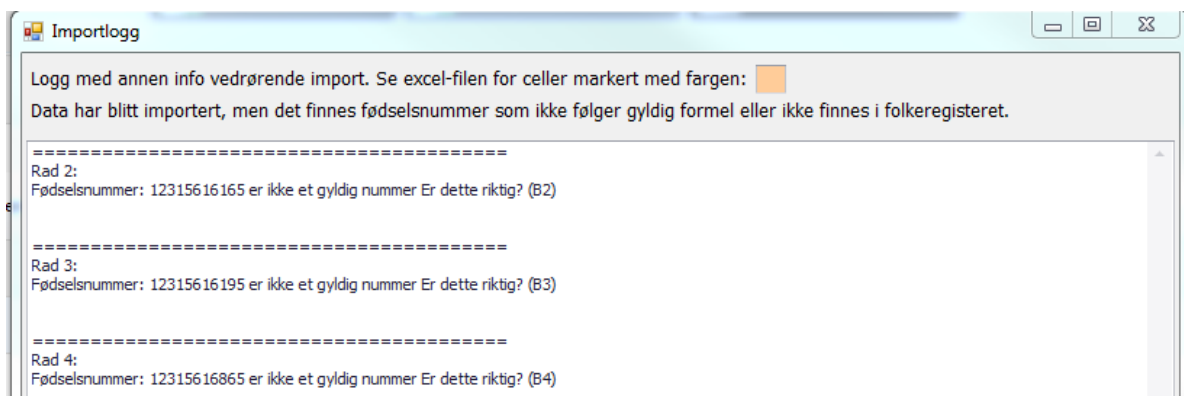 Importlogg
Logg med annen info vedrørende import. Se excel-filen for celler markert med fargen:
Data har blitt importert, men det finnes fødselsnummer som ikke følger gyldig formel eller ikke finnes i folkeregisteret.
=========================================
Rad 2:
Fødselsnummer: 12315616165 er ikke et gyldig nummer Er dette riktig? (B2)
=========================================
Rad 3:
Fødselsnummer: 12315616195 er ikke et gyldig nummer Er dette riktig? (B3)
=========================================
Rad 4:
Fødselsnummer: 12315616865 er ikke et gyldig nummer Er dette riktig? (B4)